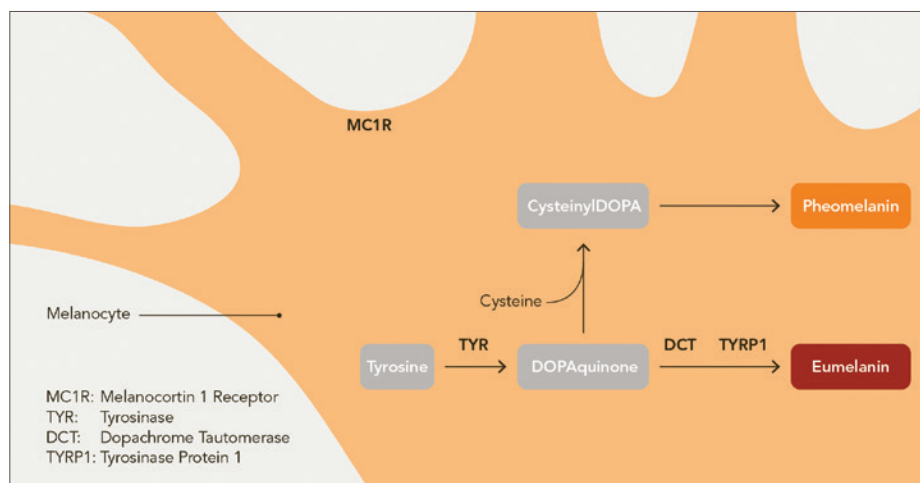 MC1R
CysteinylDOPA
Pheomelanin
Cysteine
Melanocyte
TYR
DCT
TYRP1
Tyrosine
DOPAquinone
Eumelanin
MC1R: Melanocortin 1 Receptor
TYR: Tyrosinase
DCT: Dopachrome Tautomerase
TYRP1: Tyrosinase Protein 1